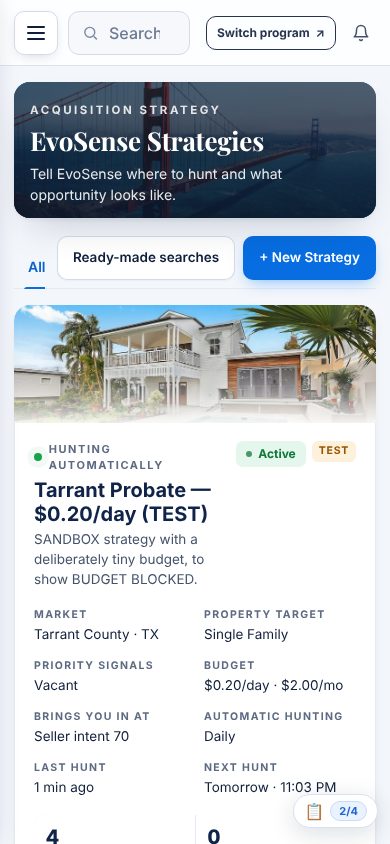 Search
Switch program
ACQUISITION STRATEGY
EvoSense Strategies
Tell EvoSense where to hunt and what
opportunity looks like.
All
Ready-made searches
+ New Strategy
HUNTING
AUTOMATICALLY
Active
TEST
Tarrant Probate —
$0.20/day (TEST)
SANDBOX strategy with a
deliberately tiny budget, to
show BUDGET BLOCKED.
MARKET
PROPERTY TARGET
Tarrant County · TX
Single Family
PRIORITY SIGNALS
BUDGET
Vacant
$0.20/day · $2.00/mo
BRINGS YOU IN AT
AUTOMATIC HUNTING
Seller intent 70
Daily
LAST HUNT
NEXT HUNT
1 min ago
Tomorrow · 11:03 PM
2/4
4
0